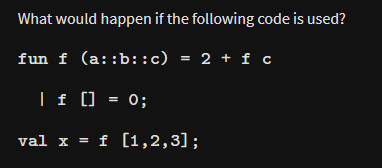 What would happen if the following code is used?
fun f (a::b::c) = 2 + f c
| f [] = 0;
val x = f [1,2,3];